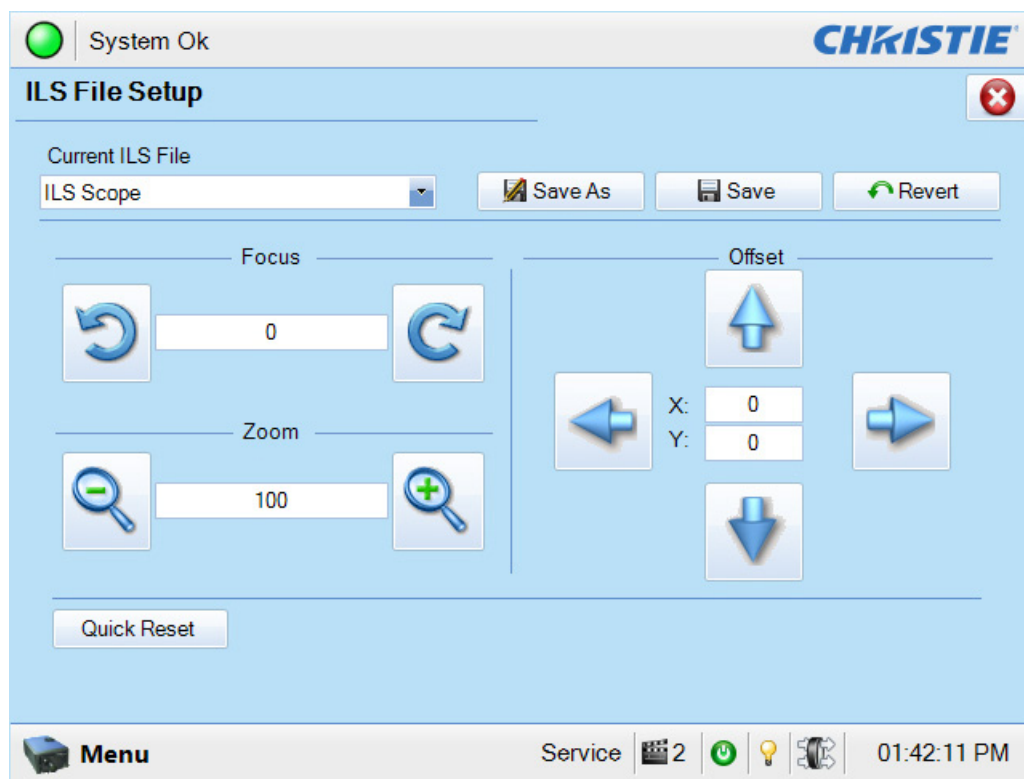 System Ok
CHRISTIE
ILS File Setup
Current ILS File
ILS Scope
Save As
Save
Revert
Focus
0
Zoom
100
Offset
X: 0
Y: 0
Quick Reset
Menu
Service
2
01:42:11 PM